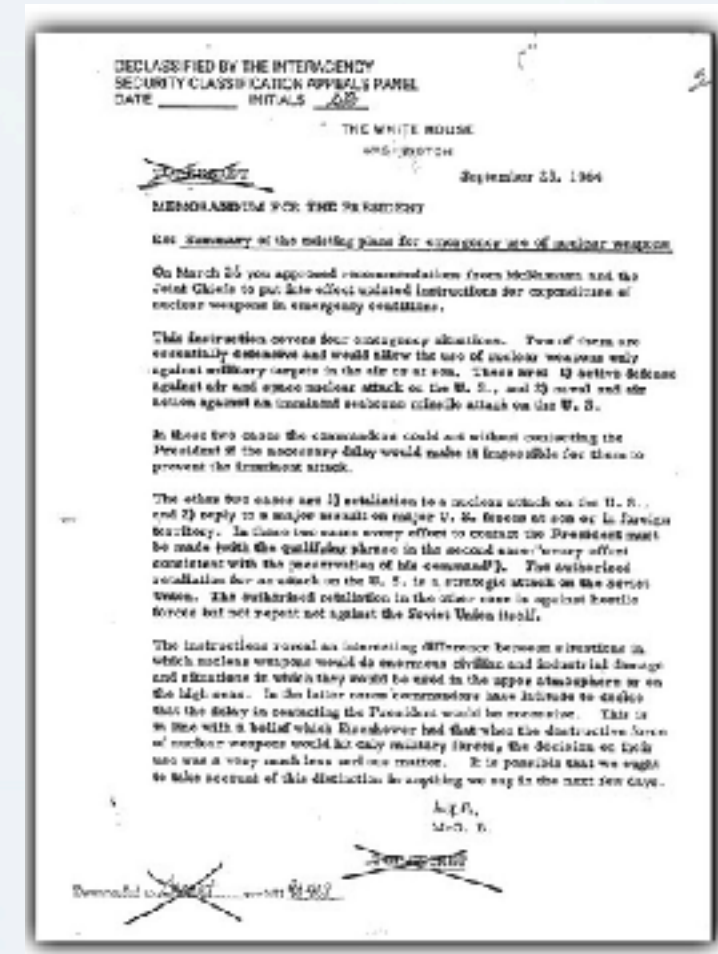 DECLASSIFIED BY THE INTERAGENCY
SECURITY CLASSIFICATION APPEALS PANEL
DATE INITIALS
THE WHITE HOUSE
WASHINGTON
September 23, 1964
MEMORANDUM FOR THE PRESIDENT
Re: Summary of the existing plans for emergency use of nuclear weapons
On March 26 you approved recommendations from McNamara and the
Joint Chiefs to put into effect updated instructions for expenditure of
nuclear weapons in emergency conditions.
This instruction covers four emergency situations. Two of them are
essentially defensive and would allow the use of nuclear weapons only
against military targets in the air or at sea. These are: 1) active defense
against air and space nuclear attack on the U. S., and 2) naval and air
action against an imminent seaborne missile attack on the U. S.
In these two cases the commanders could act without contacting the
President if the necessary delay would make it impossible for them to
prevent the imminent attack.
The other two cases are 1) retaliation to a nuclear attack on the U. S.,
and 2) reply to a major assault on major U. S. forces at sea or in foreign
territory. In these two cases every effort to contact the President must
be made (with the qualifying phrase in the second case: "every effort
consistent with the preservation of his command"). The authorized
retaliation for an attack on the U. S. is a strategic attack on the Soviet
Union. The authorized retaliation in the other case is against hostile
forces but not repeat not against the Soviet Union itself.
The instructions reveal an interesting difference between situations in
which nuclear weapons would do enormous civilian and industrial damage
and situations in which they would be used in the upper atmosphere or on
the high seas. In the latter cases commanders have latitude to decide
that the delay in contacting the President would be excessive. This is
in line with a belief which Eisenhower had that when the destructive force
of nuclear weapons would hit only military forces, the decision on their
use was a very much less serious matter. It is possible that we ought
to take account of this distinction in anything we say in the next few days.
McG. B.